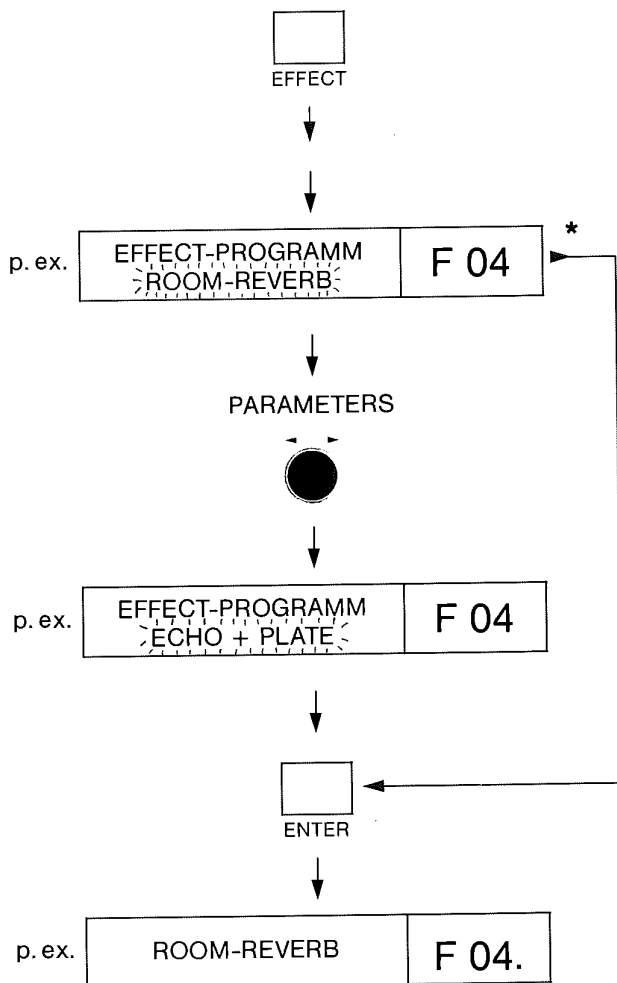 EFFECT
p. ex. EFFECT-PROGRAMM F 04 *
ROOM-REVERB
PARAMETERS
p. ex. EFFECT-PROGRAMM F 04
ECHO + PLATE
ENTER
p. ex. ROOM-REVERB F 04.